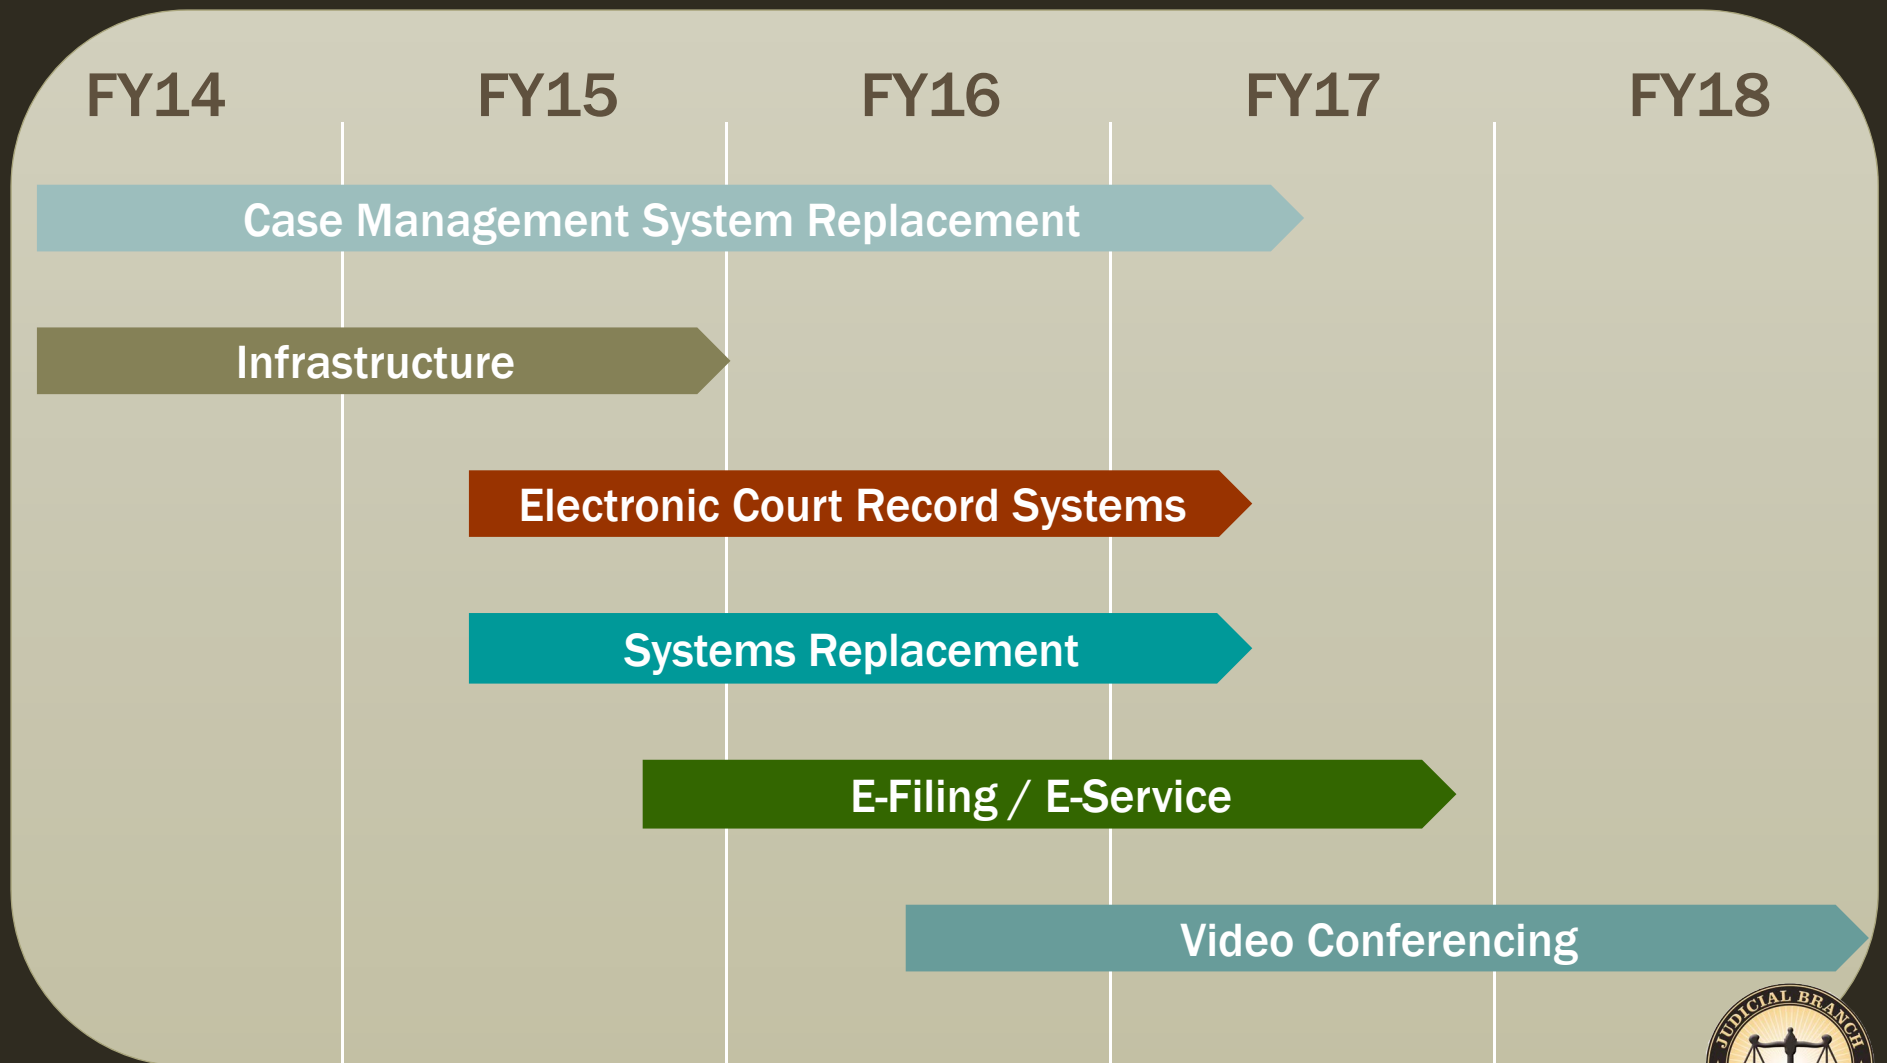 FY14 FY15 FY16 FY17 FY18
Case Management System Replacement
Infrastructure
Electronic Court Record Systems
Systems Replacement
E-Filing / E-Service
Video Conferencing
JUDICIAL BRANCH